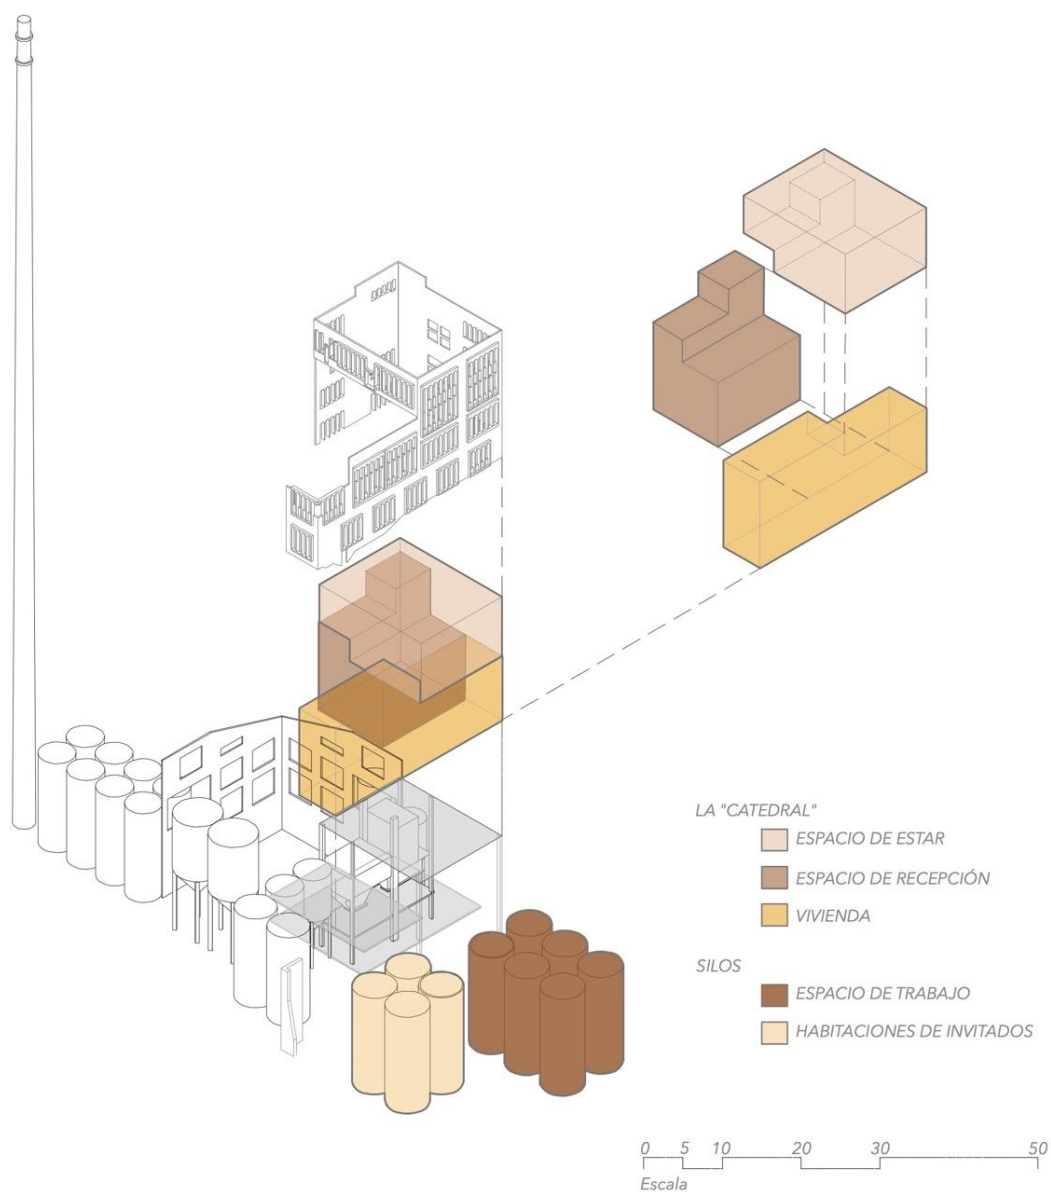 LA "CATEDRAL"
ESPACIO DE ESTAR
ESPACIO DE RECEPCIÓN
VIVIENDA
SILOS
ESPACIO DE TRABAJO
HABITACIONES DE INVITADOS
0 5 10 20 30 50
Escala